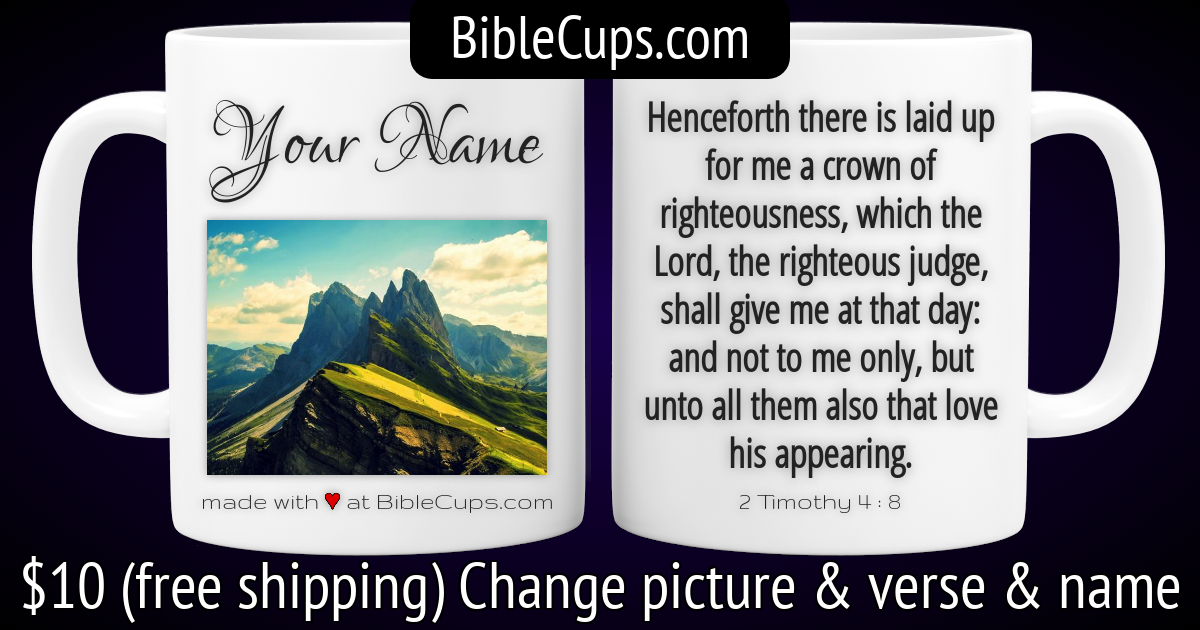 BibleCups.com
Your Name
made with ♥ at BibleCups.com
Henceforth there is laid up
for me a crown of
righteousness, which the
Lord, the righteous judge,
shall give me at that day:
and not to me only, but
unto all them also that love
his appearing.
2 Timothy 4 : 8
$10 (free shipping) Change picture & verse & name